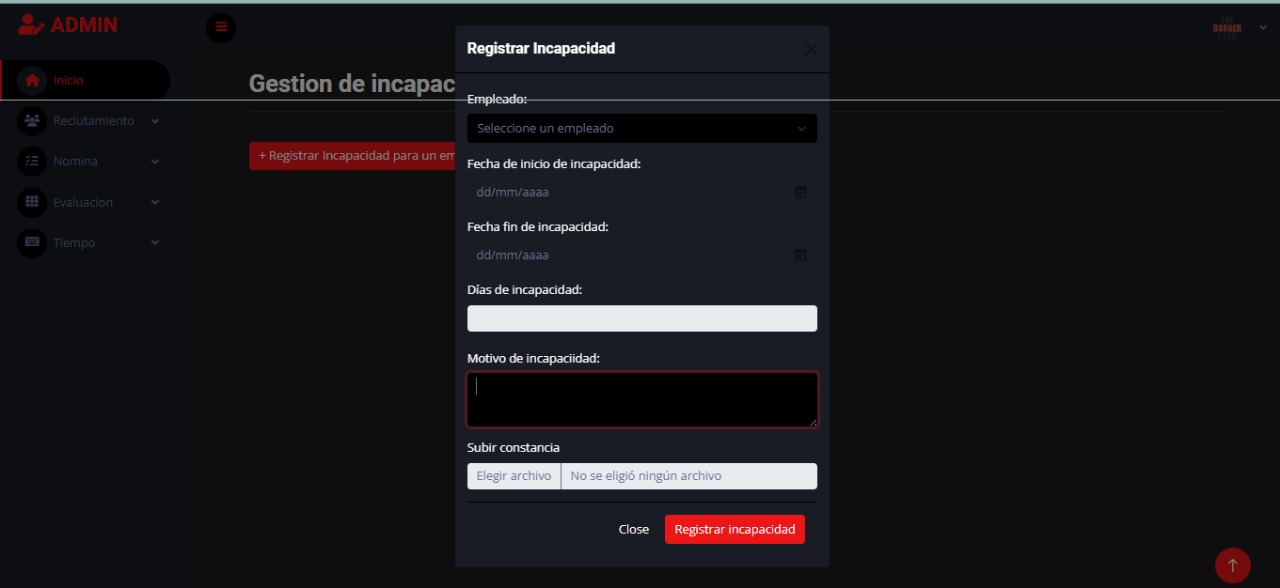 ADMIN
THE
BURGER
Inicio
Reclutamiento
Nomina
Evaluacion
Tiempo
Gestion de incapac
+ Registrar Incapacidad para un em
Registrar Incapacidad
Empleado:
Seleccione un empleado
Fecha de inicio de incapacidad:
dd/mm/aaaa
Fecha fin de incapacidad:
dd/mm/aaaa
Días de incapacidad:
Motivo de incapaciidad:
Subir constancia
Elegir archivo No se eligió ningún archivo
Close Registrar incapacidad